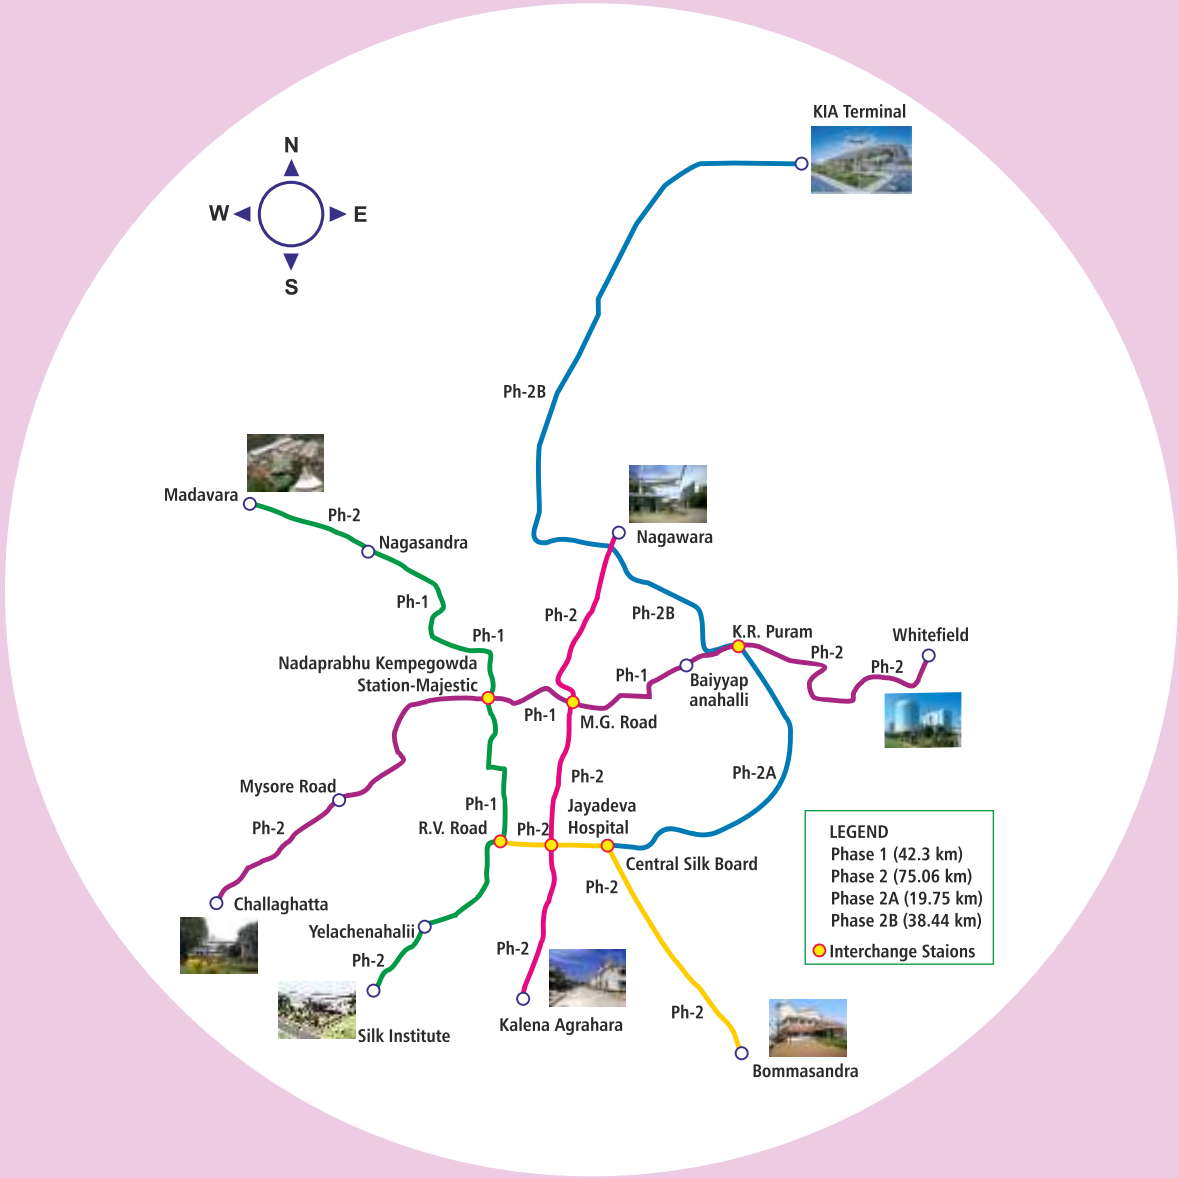 KIA Terminal
N
W
E
S
Ph-2B
Madavara
Ph-2
Nagasandra
Nagawara
Ph-1
Ph-2
Ph-2B
Ph-1
K.R. Puram
Whitefield
Ph-2
Ph-2
Nadaprabhu Kempegowda
Station-Majestic
Ph-1
Baiyyap
anahalli
Ph-1
M.G. Road
Ph-2A
Ph-2
Mysore Road
Ph-1
Jayadeva
Hospital
Ph-2
R.V. Road
Ph-2
Central Silk Board
Ph-2
LEGEND
Phase 1 (42.3 km)
Phase 2 (75.06 km)
Phase 2A (19.75 km)
Phase 2B (38.44 km)
Interchange Staions
Challaghatta
Yelachenahalii
Ph-2
Ph-2
Silk Institute
Kalena Agrahara
Ph-2
Bommasandra